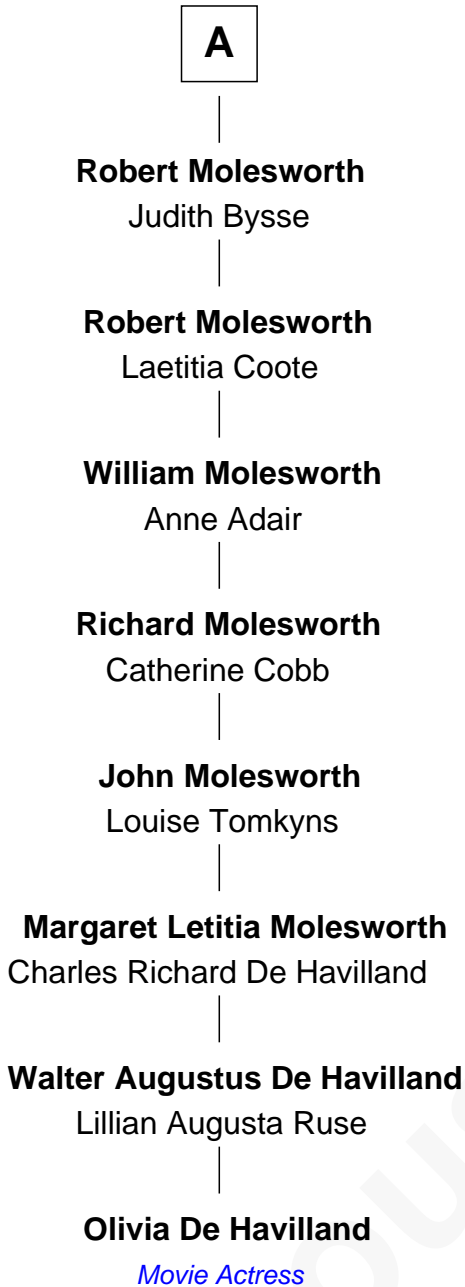 A
Robert Molesworth
Judith Bysse
Robert Molesworth
Laetitia Coote
William Molesworth
Anne Adair
Richard Molesworth
Catherine Cobb
John Molesworth
Louise Tomkyns
Margaret Letitia Molesworth
Charles Richard De Havilland
Walter Augustus De Havilland
Lillian Augusta Ruse
Olivia De Havilland
Movie Actress